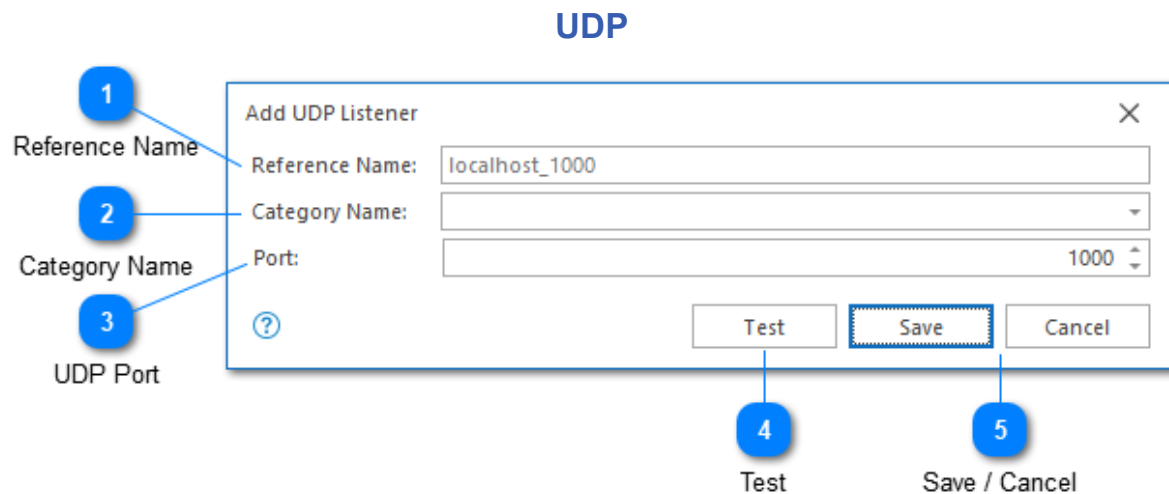 UDP
1
Reference Name
Add UDP Listener
Reference Name: localhost_1000
2
Category Name
Category Name:
3
UDP Port
Port: 1000
?
Test Save Cancel
4
Test
5
Save / Cancel